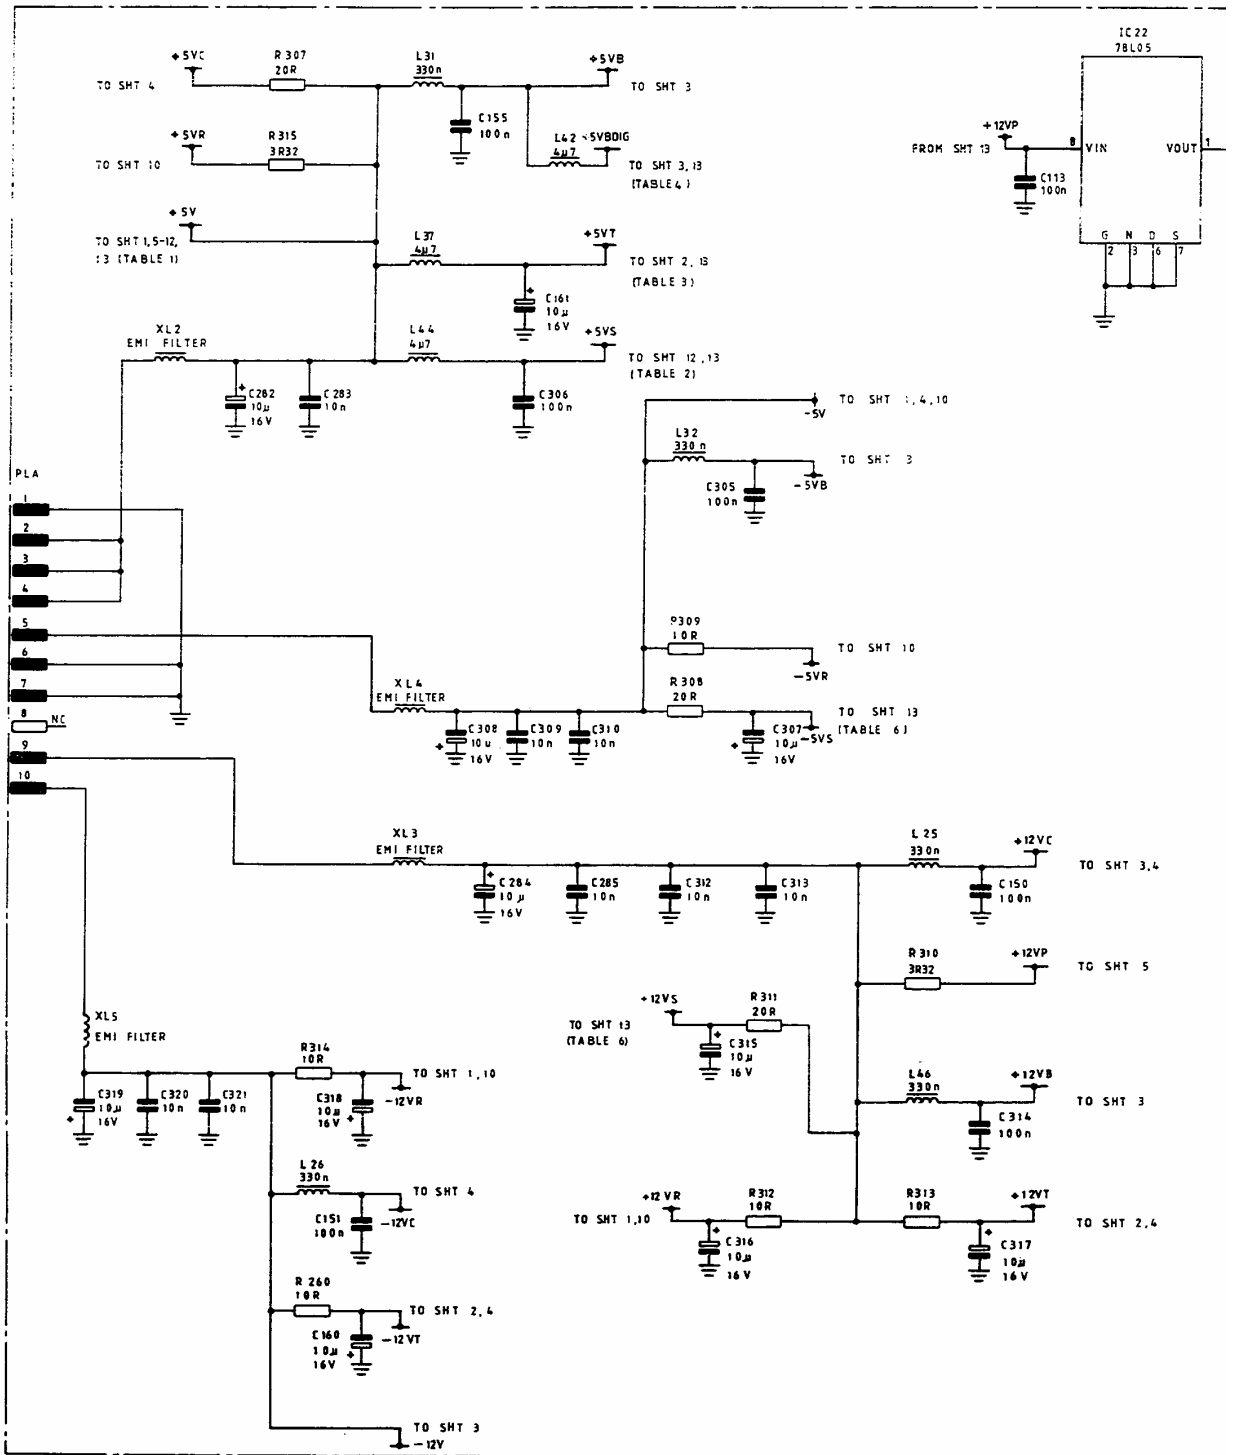 IC22
78L05
+12VP
FROM SHT 13
8
VIN
VOUT
1
C113
100n
G N D S
2 3 6 7
+5VC
R307
20R
L31
330n
+5VB
TO SHT 4
TO SHT 3
C155
100n
+5VR
R315
3R32
L42
4µ7
+5VBDIG
TO SHT 10
TO SHT 3,13
(TABLE 4)
+5V
TO SHT 1,5-12,
13 (TABLE 1)
L37
4µ7
+5VT
TO SHT 2,13
(TABLE 3)
C161
10µ
16V
+
XL2
EMI FILTER
L44
4µ7
+5VS
TO SHT 12,13
(TABLE 2)
+
C282
10µ
16V
C283
10n
C306
100n
TO SHT 1,4,10
-5V
L32
330n
TO SHT 3
-5VB
C305
100n
PLA
1
2
3
4
5
6
7
8
NC
9
10
R309
10R
TO SHT 10
-5VR
R308
20R
TO SHT 13
(TABLE 6)
-5VS
XL4
EMI FILTER
C308
10µ
16V
+
C309
10n
C310
10n
C307
10µ
16V
+
XL3
EMI FILTER
L25
330n
+12VC
TO SHT 3,4
+
C284
10µ
16V
C285
10n
C312
10n
C313
10n
C150
100n
R310
3R32
+12VP
TO SHT 5
+12VS
R311
20R
TO SHT 13
(TABLE 6)
+
C315
10µ
16V
XL5
EMI FILTER
R314
10R
TO SHT 1,10
-12VR
C319
10µ
16V
+
C320
10n
C321
10n
C318
10µ
16V
+
L46
330n
+12VB
TO SHT 3
C314
100n
L26
330n
TO SHT 4
-12VC
C151
100n
+12VR
R312
10R
R313
10R
+12VT
TO SHT 1,10
TO SHT 2,4
+
C316
10µ
16V
+
C317
10µ
16V
R260
10R
TO SHT 2,4
-12VT
C160
10µ
16V
+
TO SHT 3
-12V